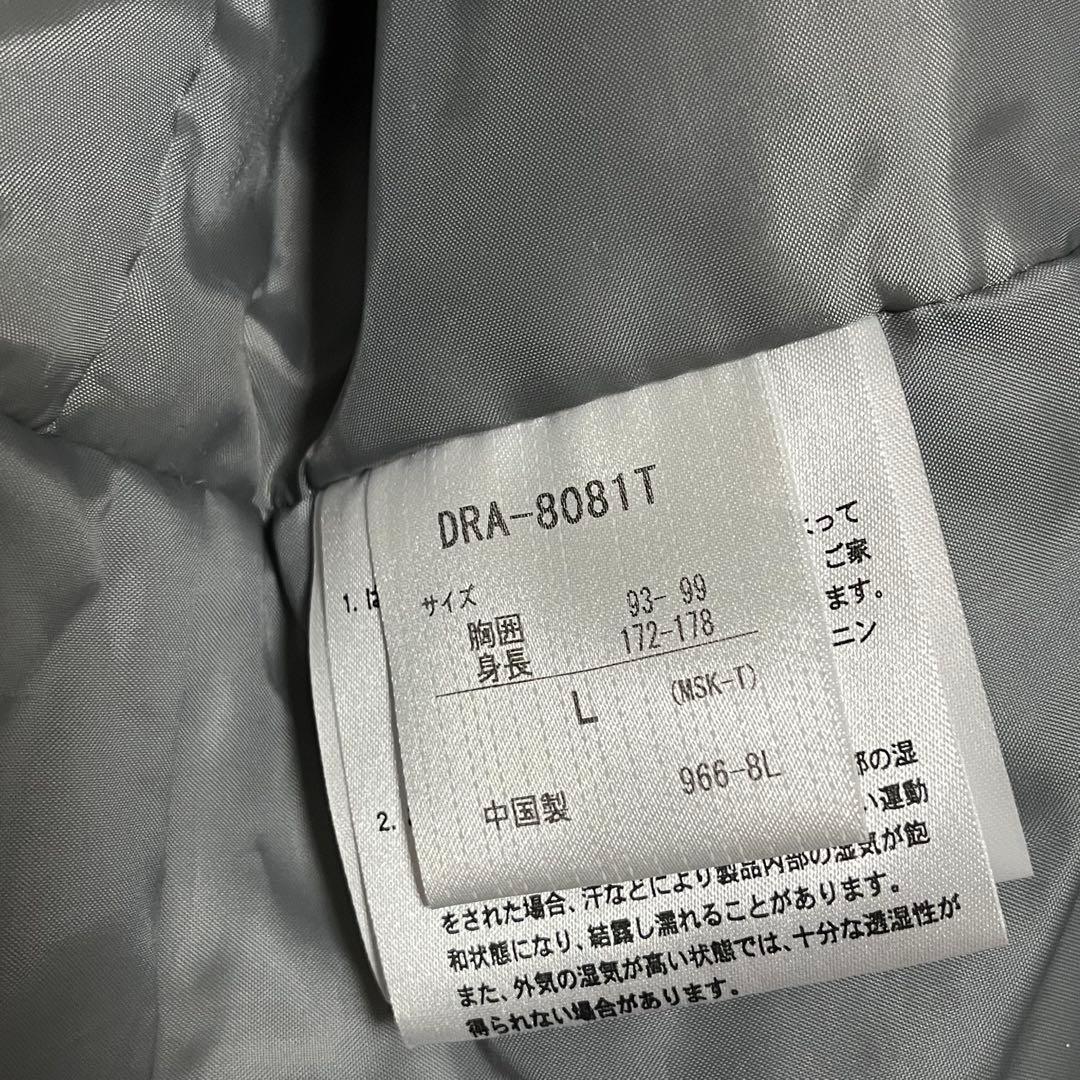 DRA-8081T
サイズ
胸囲 93- 99
身長 172-178
L (MSK-T)
966-8L
中国製
1. は
よって
ご家
ます。
ニン
2.
部の湿
い運動
製品内部の湿気が飽
をされた場合、汗などにより
和状態になり、結露し濡れることがあります。
また、外気の湿気が高い状態では、十分な透湿性が
得られない場合があります。